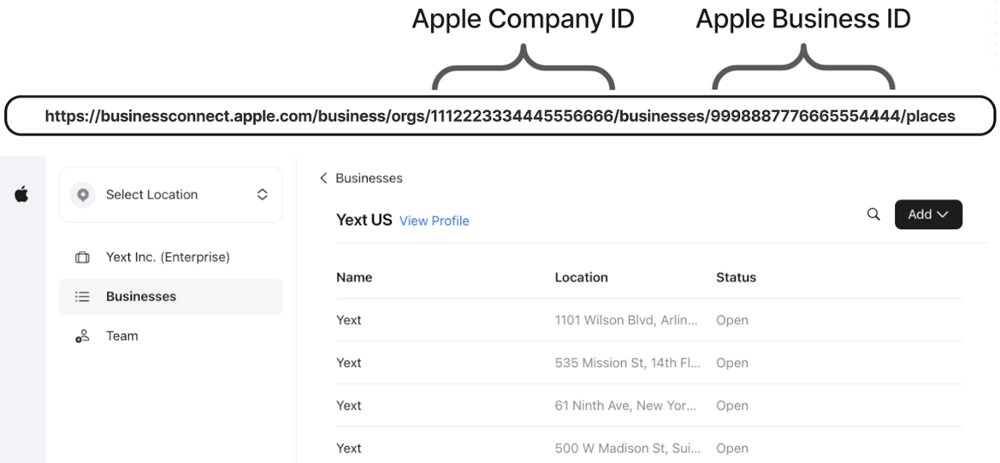 Apple Company ID Apple Business ID
https://businessconnect.apple.com/business/orgs/1112223334445556666/businesses/9998887776665554444/places
Select Location
Yext Inc. (Enterprise)
Businesses
Team
Businesses
Yext US View Profile
Add
Name Location Status
Yext 1101 Wilson Blvd, Arlin... Open
Yext 535 Mission St, 14th Fl... Open
Yext 61 Ninth Ave, New Yor... Open
Yext 500 W Madison St, Sui... Open